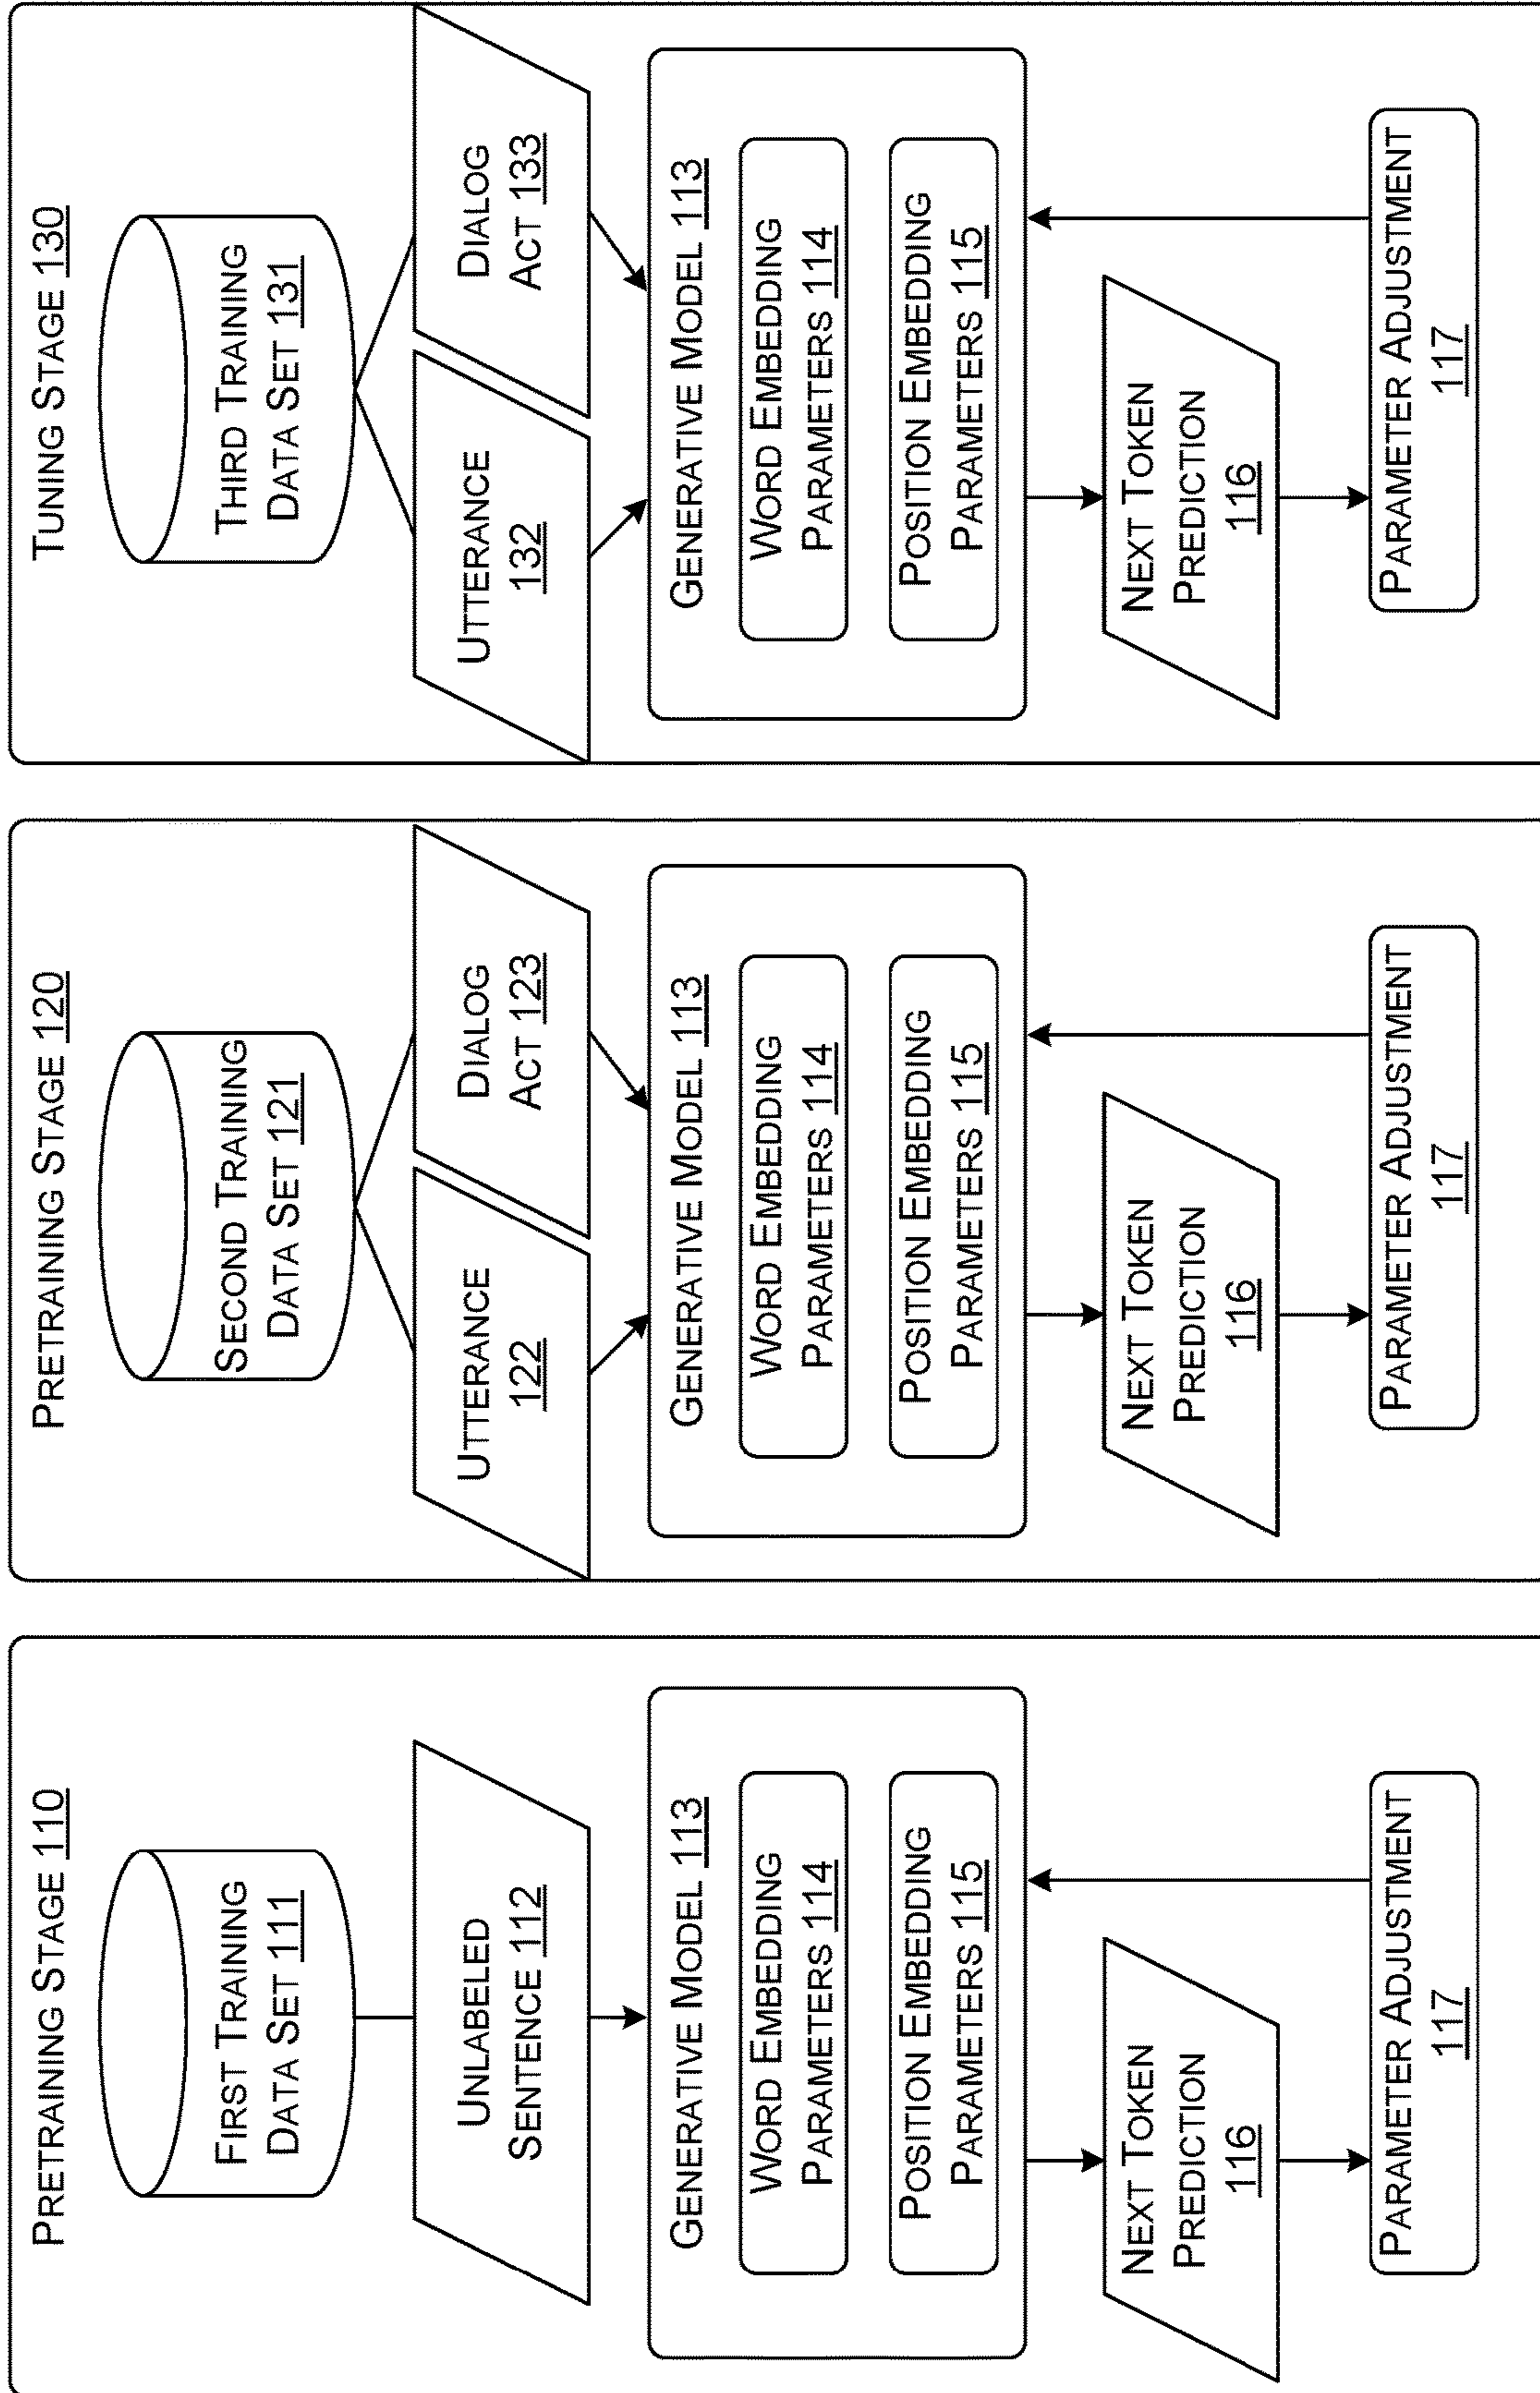 PRETRAINING STAGE 110
FIRST TRAINING
DATA SET 111
UNLABELED
SENTENCE 112
GENERATIVE MODEL 113
WORD EMBEDDING
PARAMETERS 114
POSITION EMBEDDING
PARAMETERS 115
NEXT TOKEN
PREDICTION
116
PARAMETER ADJUSTMENT
117
PRETRAINING STAGE 120
SECOND TRAINING
DATA SET 121
UTTERANCE
122
DIALOG
ACT 123
GENERATIVE MODEL 113
WORD EMBEDDING
PARAMETERS 114
POSITION EMBEDDING
PARAMETERS 115
NEXT TOKEN
PREDICTION
116
PARAMETER ADJUSTMENT
117
TUNING STAGE 130
THIRD TRAINING
DATA SET 131
UTTERANCE
132
DIALOG
ACT 133
GENERATIVE MODEL 113
WORD EMBEDDING
PARAMETERS 114
POSITION EMBEDDING
PARAMETERS 115
NEXT TOKEN
PREDICTION
116
PARAMETER ADJUSTMENT
117